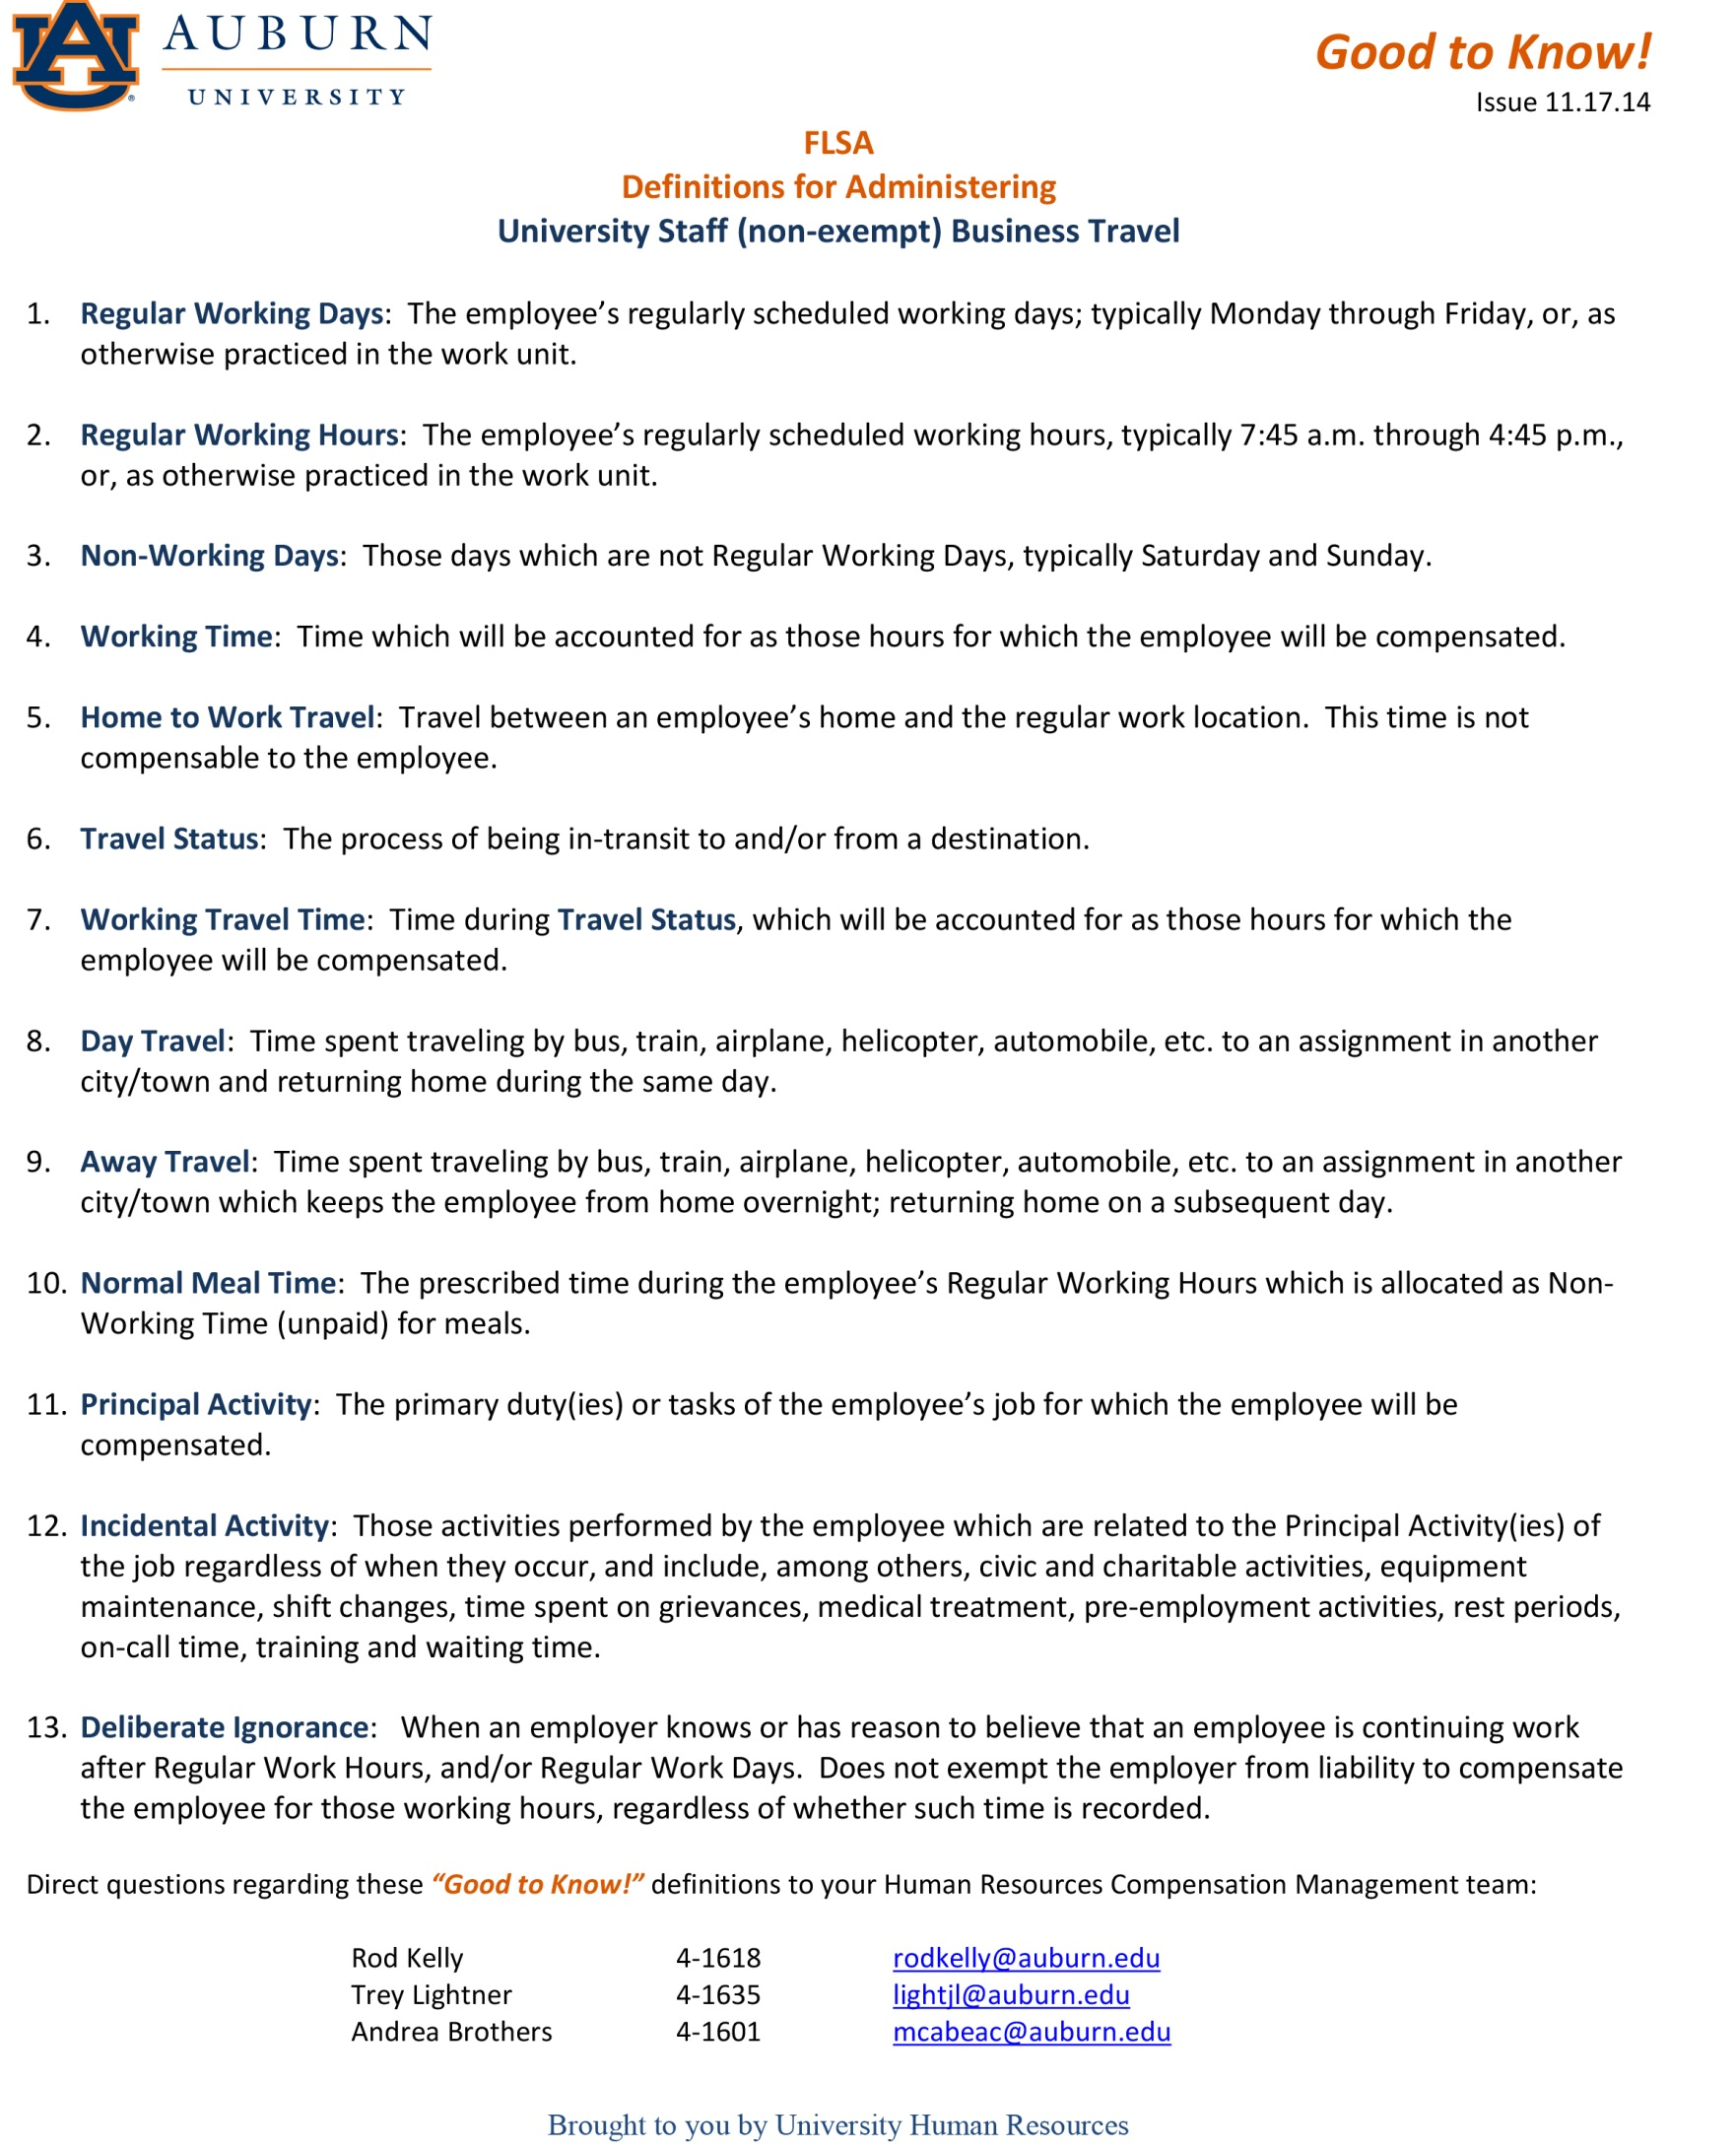 AU
AUBURN
UNIVERSITY
®
Good to Know!
Issue 11.17.14
FLSA
Definitions for Administering
University Staff (non-exempt) Business Travel
1. Regular Working Days: The employee’s regularly scheduled working days; typically Monday through Friday, or, as
otherwise practiced in the work unit.
2. Regular Working Hours: The employee’s regularly scheduled working hours, typically 7:45 a.m. through 4:45 p.m.,
or, as otherwise practiced in the work unit.
3. Non-Working Days: Those days which are not Regular Working Days, typically Saturday and Sunday.
4. Working Time: Time which will be accounted for as those hours for which the employee will be compensated.
5. Home to Work Travel: Travel between an employee’s home and the regular work location. This time is not
compensable to the employee.
6. Travel Status: The process of being in-transit to and/or from a destination.
7. Working Travel Time: Time during Travel Status, which will be accounted for as those hours for which the
employee will be compensated.
8. Day Travel: Time spent traveling by bus, train, airplane, helicopter, automobile, etc. to an assignment in another
city/town and returning home during the same day.
9. Away Travel: Time spent traveling by bus, train, airplane, helicopter, automobile, etc. to an assignment in another
city/town which keeps the employee from home overnight; returning home on a subsequent day.
10. Normal Meal Time: The prescribed time during the employee’s Regular Working Hours which is allocated as Non-
Working Time (unpaid) for meals.
11. Principal Activity: The primary duty(ies) or tasks of the employee’s job for which the employee will be
compensated.
12. Incidental Activity: Those activities performed by the employee which are related to the Principal Activity(ies) of
the job regardless of when they occur, and include, among others, civic and charitable activities, equipment
maintenance, shift changes, time spent on grievances, medical treatment, pre-employment activities, rest periods,
on-call time, training and waiting time.
13. Deliberate Ignorance: When an employer knows or has reason to believe that an employee is continuing work
after Regular Work Hours, and/or Regular Work Days. Does not exempt the employer from liability to compensate
the employee for those working hours, regardless of whether such time is recorded.
Direct questions regarding these “Good to Know!” definitions to your Human Resources Compensation Management team:
Rod Kelly 4-1618 rodkelly@auburn.edu
Trey Lightner 4-1635 lightjl@auburn.edu
Andrea Brothers 4-1601 mcabeac@auburn.edu
Brought to you by University Human Resources